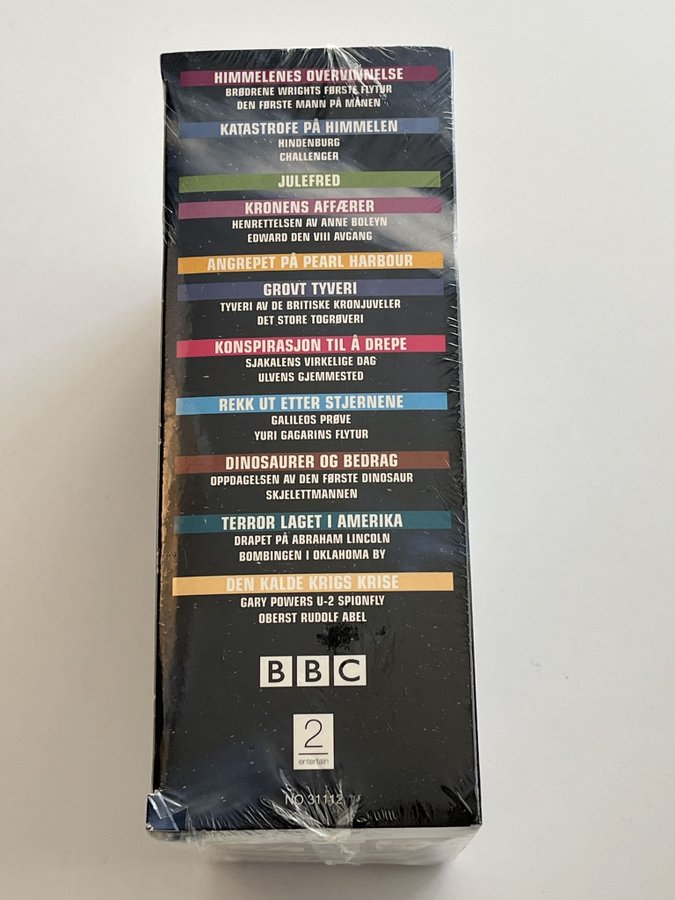 HIMMELENES OVERVINNELSE
BRØDRENE WRIGHTS FØRSTE FLYTUR
DEN FØRSTE MANN PÅ MÅNEN
KATASTROFE PÅ HIMMELEN
HINDENBURG
CHALLENGER
JULEFRED
KRONENS AFFÆRER
HENRETTELSEN AV ANNE BOLEYN
EDWARD DEN VIII AVGANG
ANGREPET PÅ PEARL HARBOUR
GROVT TYVERI
TYVERI AV DE BRITISKE KRONJUVELER
DET STORE TOGRØVERI
KONSPIRASJON TIL Å DREPE
SJAKALENS VIRKELIGE DAG
ULVENS GJEMMESTED
REKK UT ETTER STJERNENE
GALILEOS PRØVE
YURI GAGARINS FLYTUR
DINOSAURER OG BEDRAG
OPPDAGELSEN AV DEN FØRSTE DINOSAUR
SKJELETTMANNEN
TERROR LAGET I AMERIKA
DRAPET PÅ ABRAHAM LINCOLN
BOMBINGEN I OKLAHOMA BY
DEN KALDE KRIGS KRISE
GARY POWERS U-2 SPIONFLY
OBERST RUDOLF ABEL
BBC
2
entertain
NO 31112